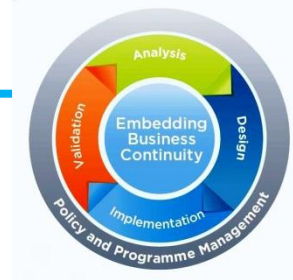 Analysis
Embedding
Business
Continuity
Validation
Design
Implementation
Policy and Programme Management